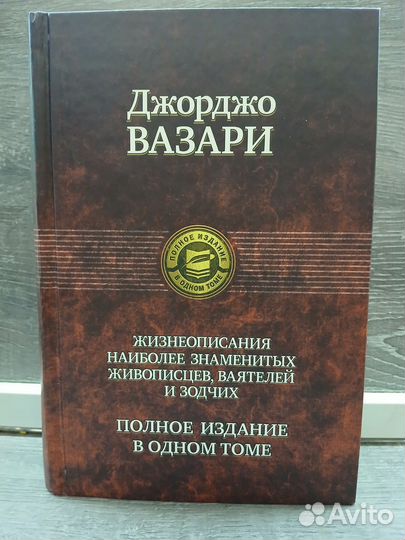 Джорджо
ВАЗАРИ
ПОЛНОЕ ИЗДАНИЕ
В ОДНОМ ТОМЕ
ЖИЗНЕОПИСАНИЯ
НАИБОЛЕЕ ЗНАМЕНИТЫХ
ЖИВОПИСЦЕВ, ВАЯТЕЛЕЙ
И ЗОДЧИХ
ПОЛНОЕ ИЗДАНИЕ
В ОДНОМ ТОМЕ
Avito